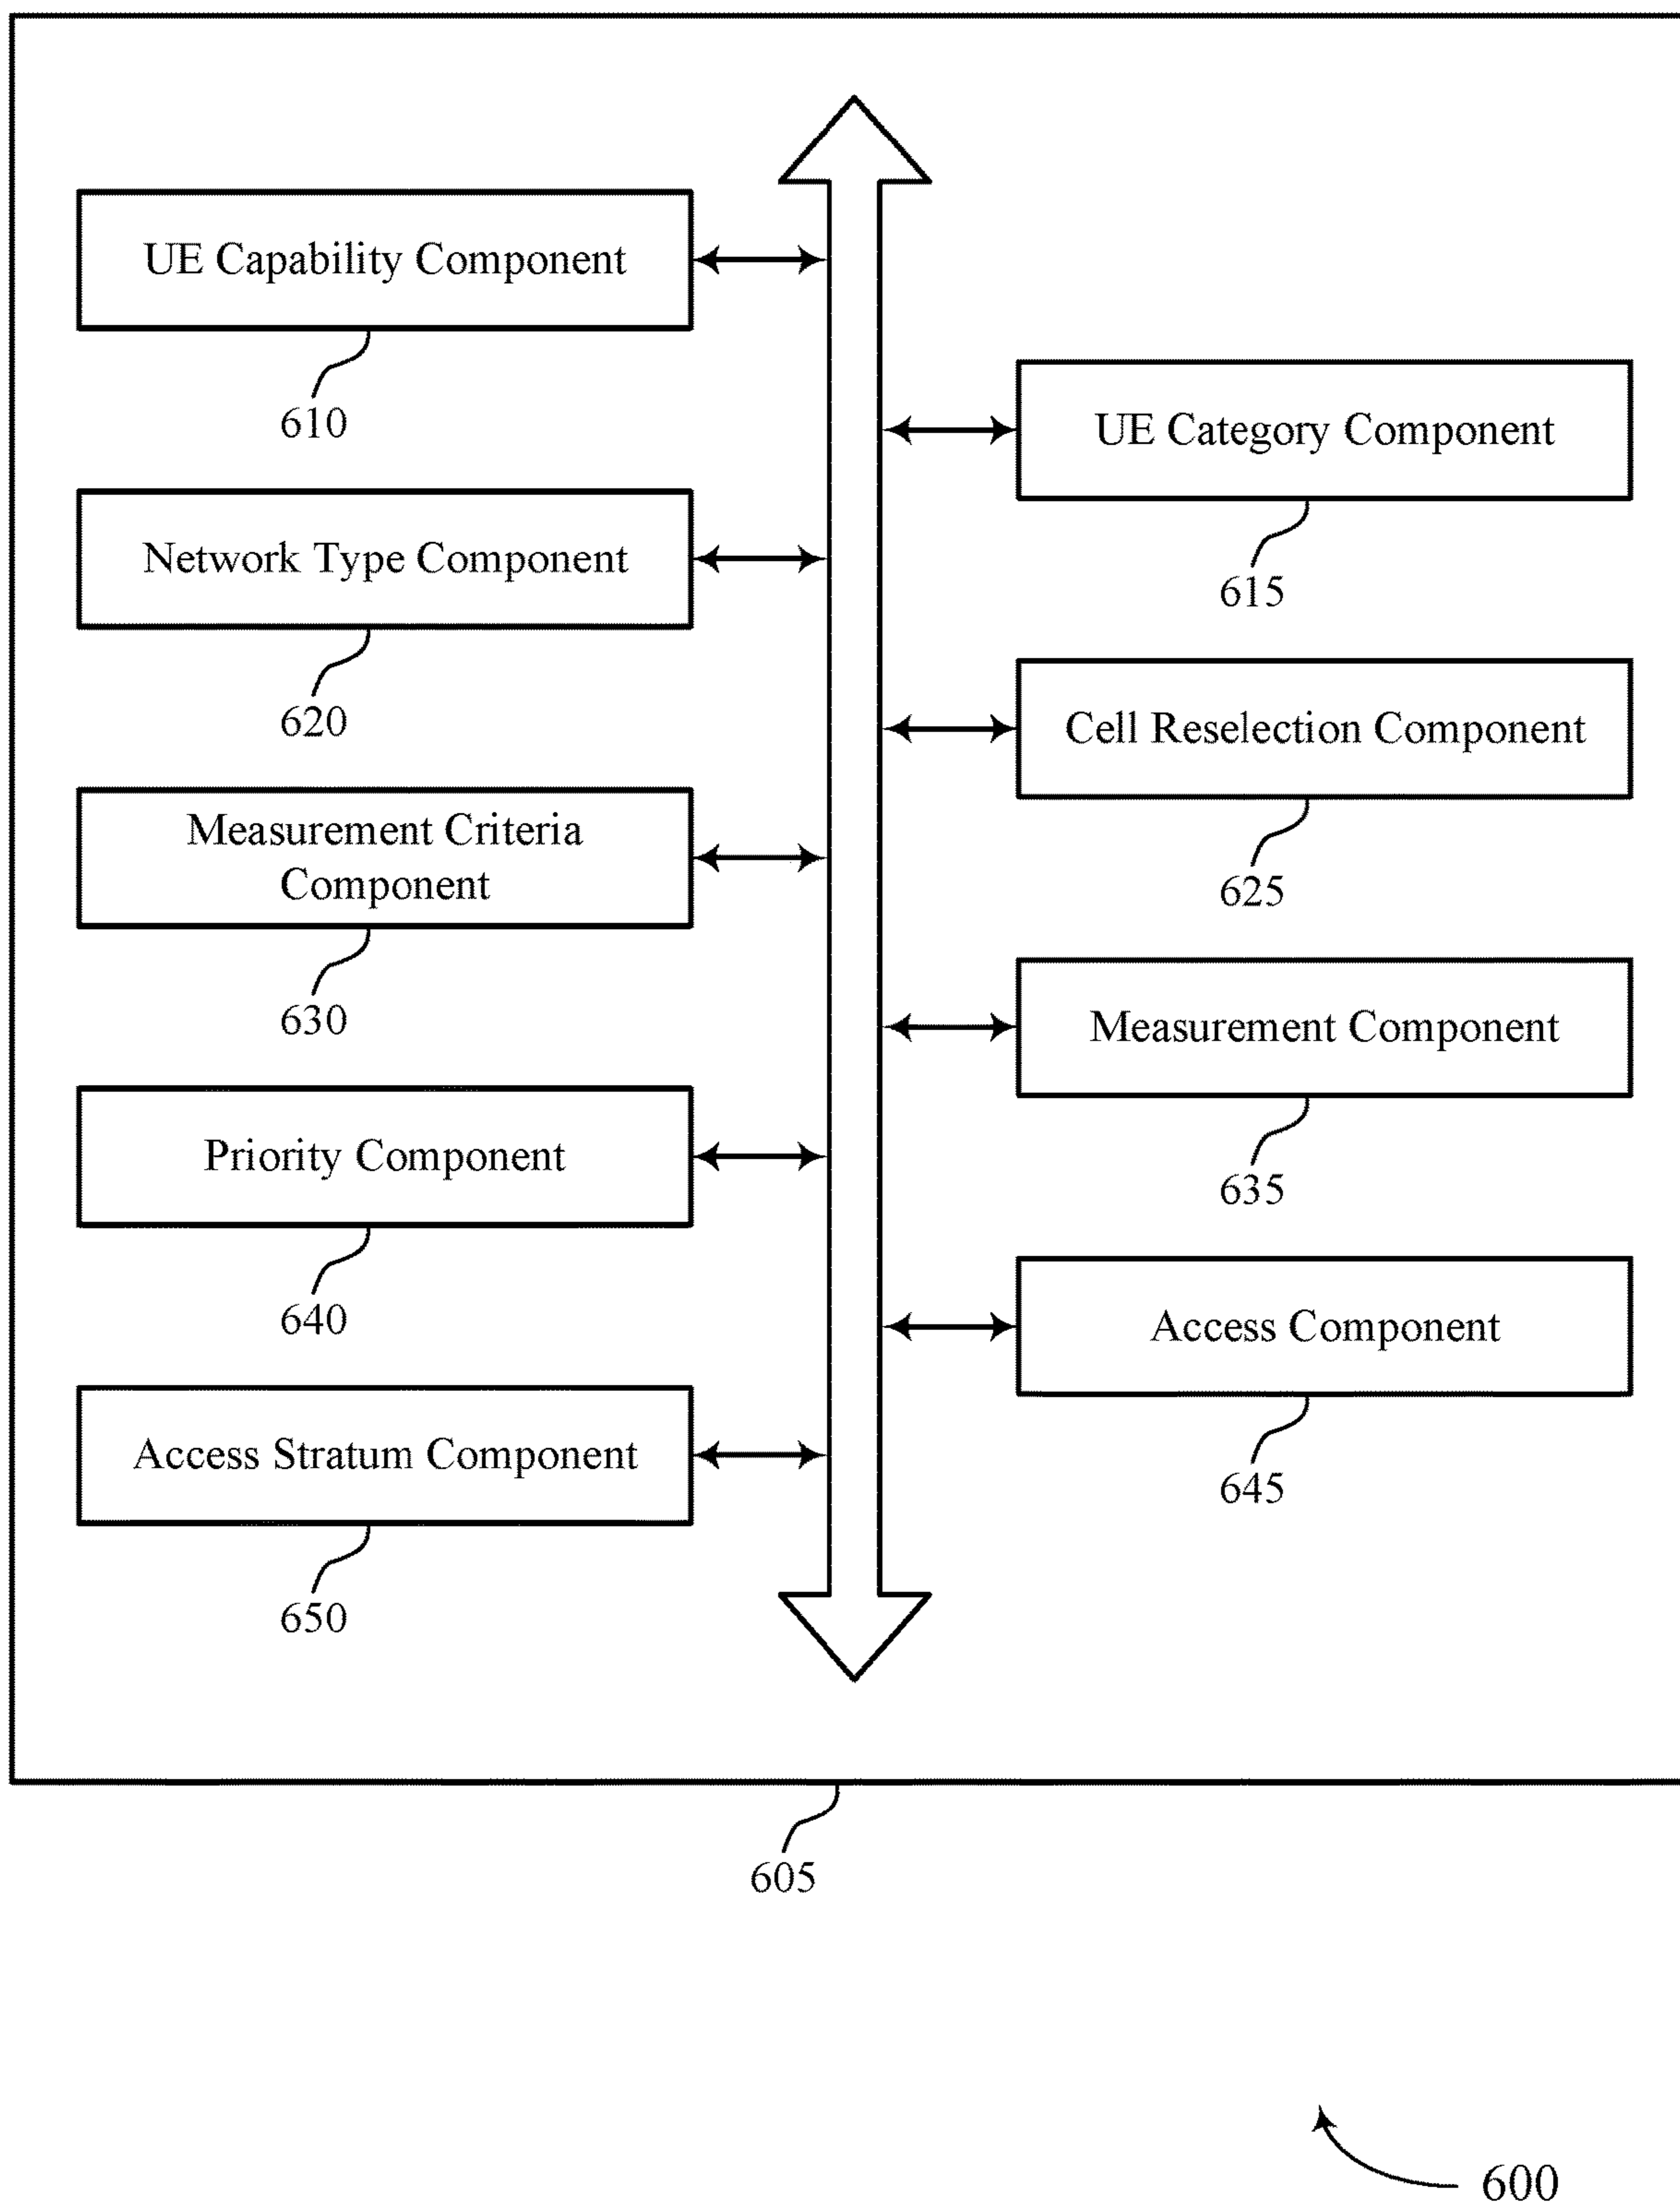 UE Capability Component
610
UE Category Component
615
Network Type Component
620
Cell Reselection Component
625
Measurement Criteria
Component
630
Measurement Component
635
Priority Component
640
Access Component
645
Access Stratum Component
650
605
600